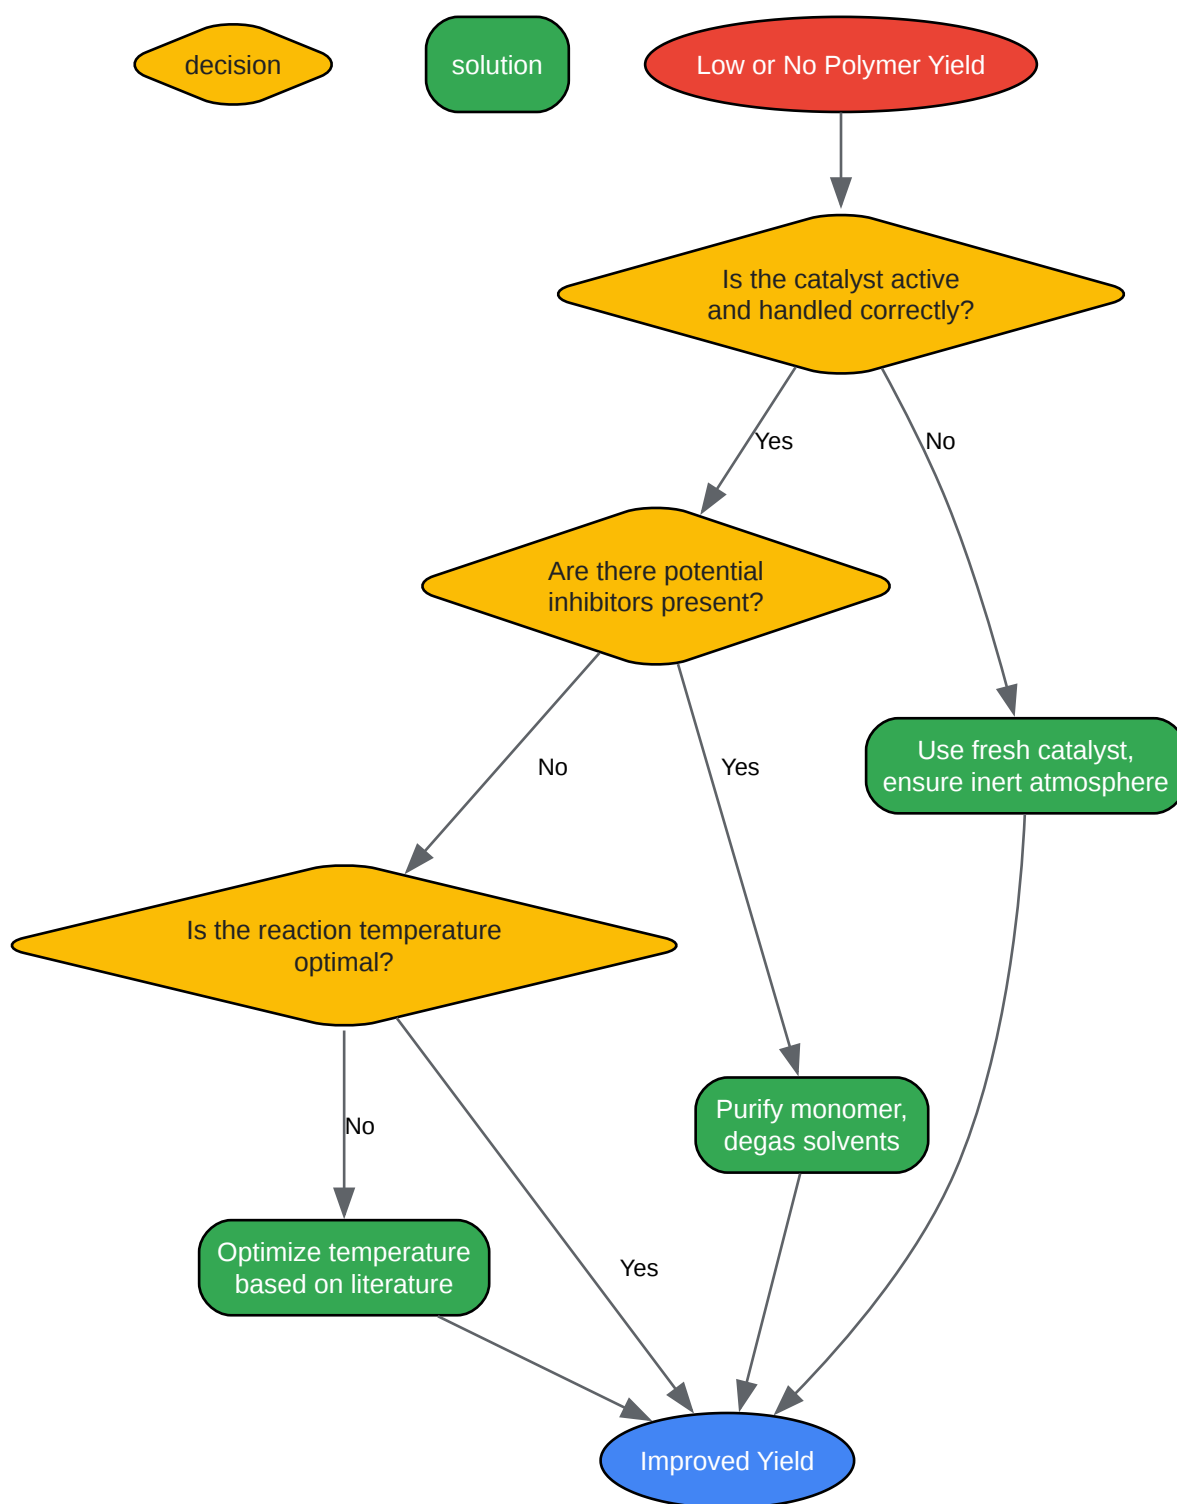 decision
solution
Low or No Polymer Yield
Is the catalyst active
and handled correctly?
Yes
No
Are there potential
inhibitors present?
No
Yes
Use fresh catalyst,
ensure inert atmosphere
Is the reaction temperature
optimal?
No
Purify monomer,
degas solvents
Optimize temperature
based on literature
Yes
Improved Yield